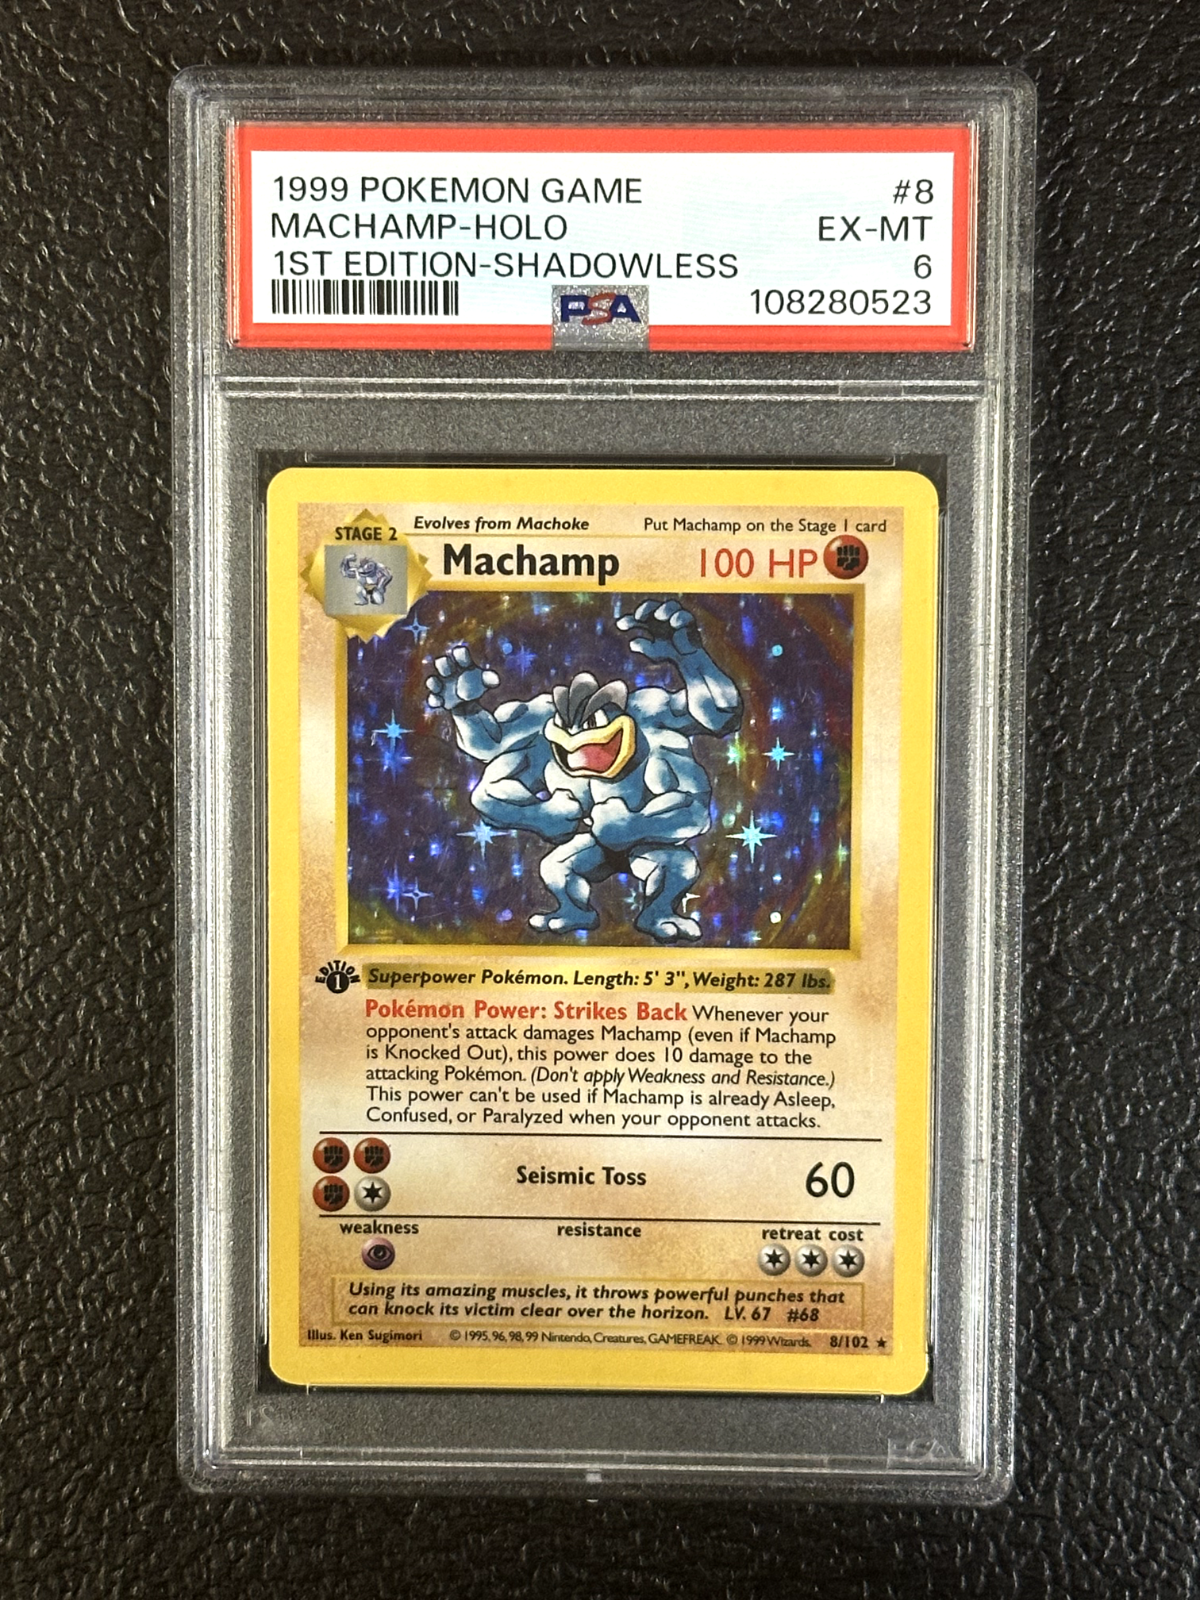 1999 POKEMON GAME #8
MACHAMP-HOLO EX-MT
1ST EDITION-SHADOWLESS 6
PSA 108280523
STAGE 2 Evolves from Machoke Put Machamp on the Stage 1 card
Machamp 100 HP
EDITION 1
Superpower Pokémon. Length: 5' 3", Weight: 287 lbs.
Pokémon Power: Strikes Back Whenever your
opponent's attack damages Machamp (even if Machamp
is Knocked Out), this power does 10 damage to the
attacking Pokémon. (Don't apply Weakness and Resistance.)
This power can't be used if Machamp is already Asleep,
Confused, or Paralyzed when your opponent attacks.
Seismic Toss 60
weakness resistance retreat cost
Using its amazing muscles, it throws powerful punches that
can knock its victim clear over the horizon. LV. 67 #68
Illus. Ken Sugimori © 1995, 96, 98, 99 Nintendo, Creatures, GAMEFREAK. © 1999 Wizards. 8/102 ★